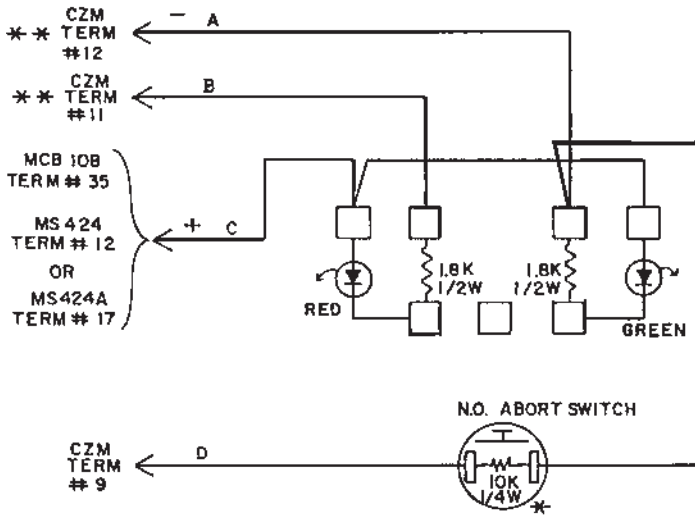 CZM
** TERM
#12
− A
CZM
** TERM
#11
B
MCB 10B
TERM # 35
MS 424
TERM # 12
OR
MS424A
TERM # 17
+ C
RED
1.8K
1/2W
1.8K
1/2W
GREEN
N.O. ABORT SWITCH
CZM
TERM
# 9
D
10K
1/4W
*